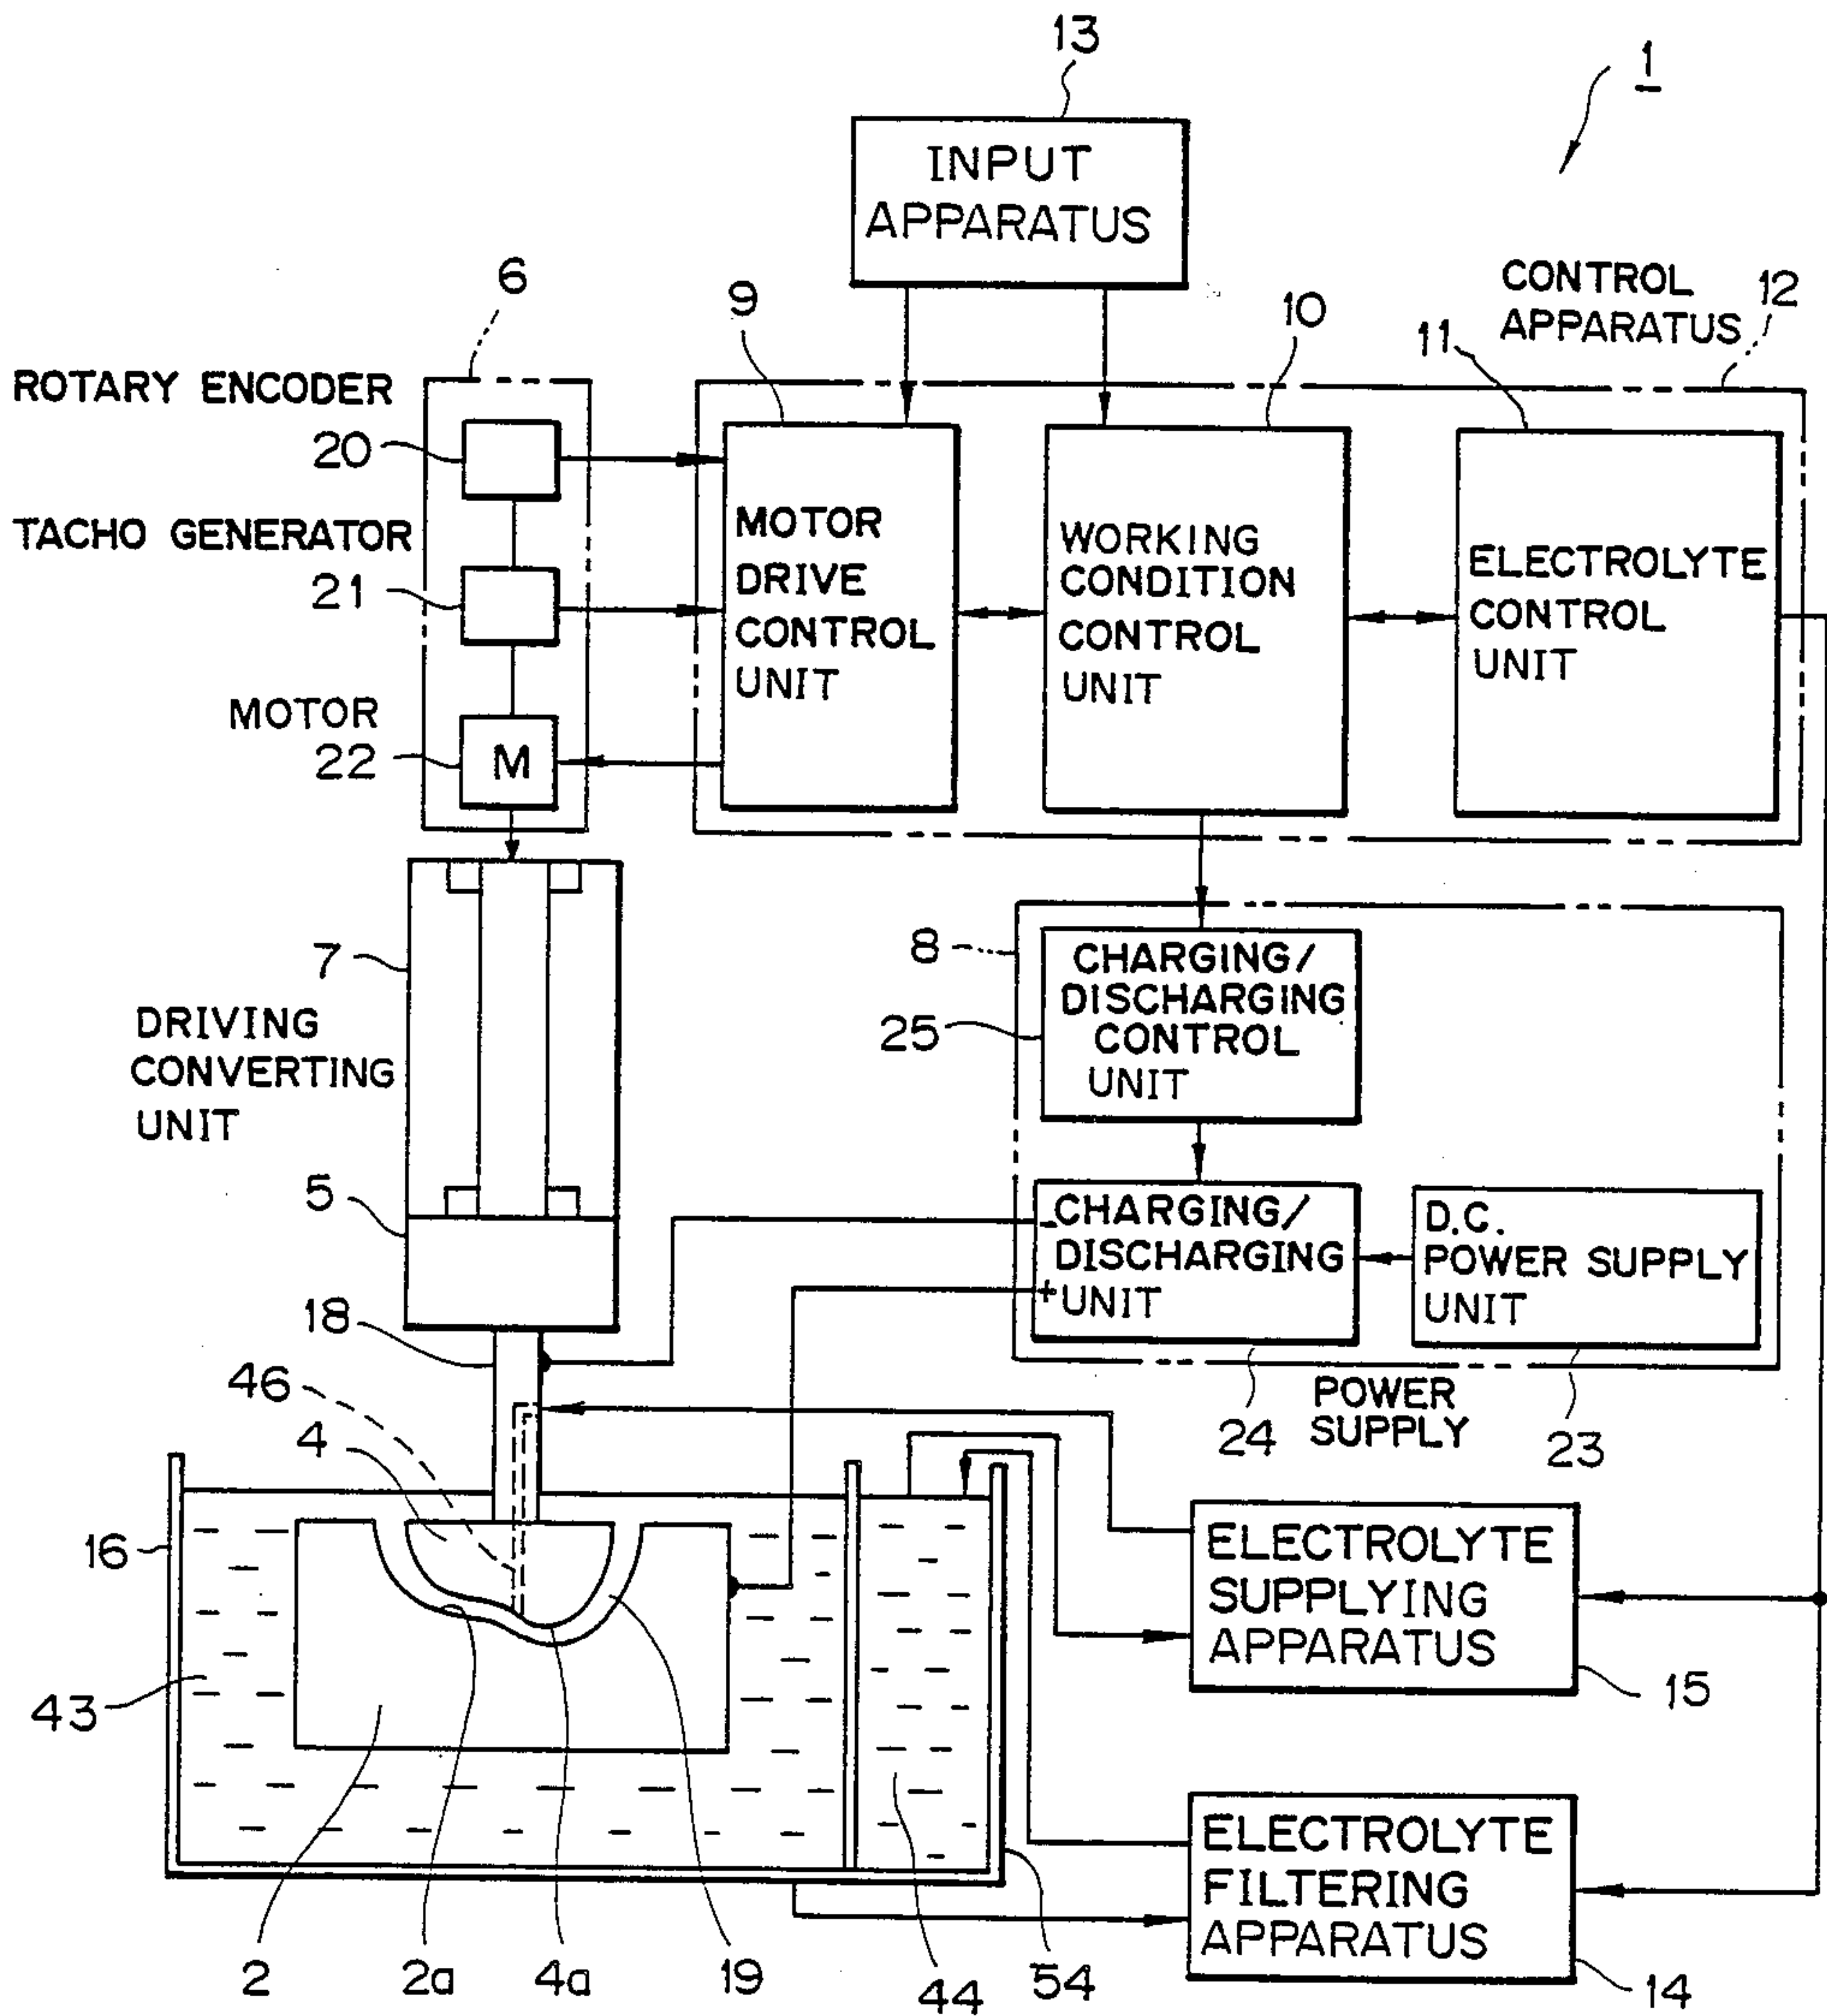 13
1
INPUT
APPARATUS
CONTROL
APPARATUS
12
6
9
10
11
ROTARY ENCODER
20
TACHO GENERATOR
21
MOTOR
22
M
MOTOR
DRIVE
CONTROL
UNIT
WORKING
CONDITION
CONTROL
UNIT
ELECTROLYTE
CONTROL
UNIT
7
DRIVING
CONVERTING
UNIT
8
25
CHARGING/
DISCHARGING
CONTROL
UNIT
5
-
+
CHARGING/
DISCHARGING
UNIT
D.C.
POWER SUPPLY
UNIT
18
24
POWER
SUPPLY
23
46
4
16
43
ELECTROLYTE
SUPPLYING
APPARATUS
15
ELECTROLYTE
FILTERING
APPARATUS
14
2
2a
4a
19
44
54